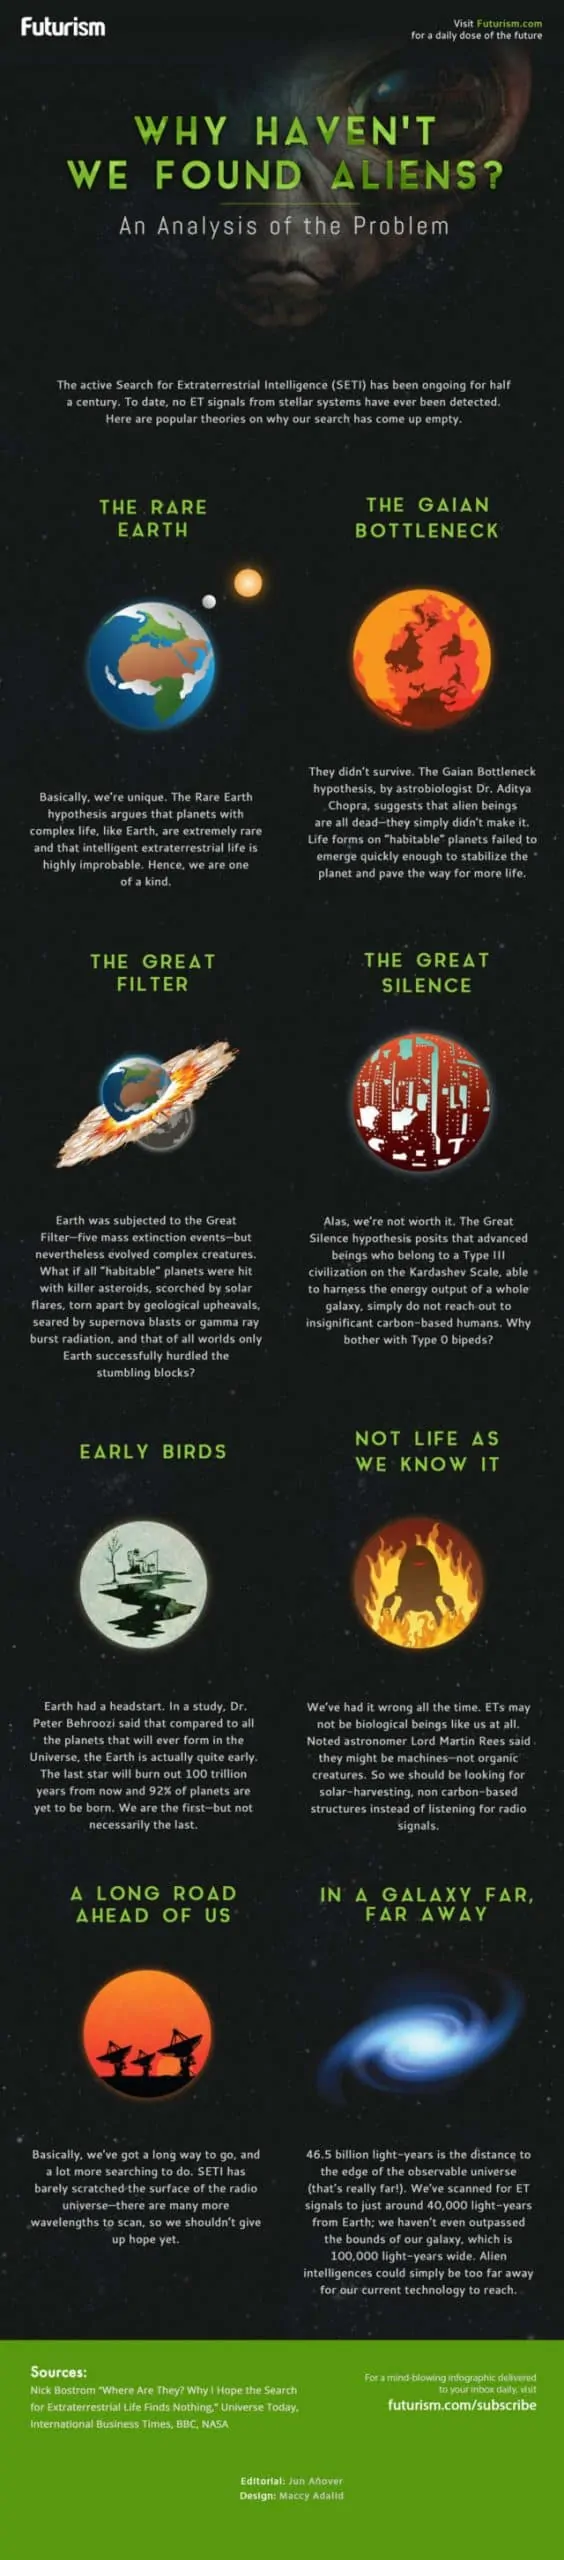 Futurism
Visit Futurism.com
for a daily dose of the future
WHY HAVEN'T
WE FOUND ALIENS?
An Analysis of the Problem
The active Search for Extraterrestrial Intelligence (SETI) has been ongoing for half
a century. To date, no ET signals from stellar systems have ever been detected.
Here are popular theories on why our search has come up empty.
THE RARE
EARTH
Basically, we're unique. The Rare Earth
hypothesis argues that planets with
complex life, like Earth, are extremely rare
and that intelligent extraterrestrial life is
highly improbable. Hence, we are one
of a kind.
THE GAIAN
BOTTLENECK
They didn't survive. The Gaian Bottleneck
hypothesis, by astrobiologist Dr. Aditya
Chopra, suggests that alien beings
are all dead—they simply didn't make it.
Life forms on "habitable" planets failed to
emerge quickly enough to stabilize the
planet and pave the way for more life.
THE GREAT
FILTER
Earth was subjected to the Great
Filter—five mass extinction events—but
nevertheless evolved complex creatures.
What if all "habitable" planets were hit
with killer asteroids, scorched by solar
flares, torn apart by geological upheavals,
seared by supernova blasts or gamma ray
burst radiation, and that of all worlds only
Earth successfully hurdled the
stumbling blocks?
THE GREAT
SILENCE
Alas, we're not worth it. The Great
Silence hypothesis posits that advanced
beings who belong to a Type III
civilization on the Kardashev Scale, able
to harness the energy output of a whole
galaxy, simply do not reach out to
insignificant carbon-based humans. Why
bother with Type 0 bipeds?
EARLY BIRDS
Earth had a headstart. In a study, Dr.
Peter Behroozi said that compared to all
the planets that will ever form in the
Universe, the Earth is actually quite early.
The last star will burn out 100 trillion
years from now and 92% of planets are
yet to be born. We are the first—but not
necessarily the last.
NOT LIFE AS
WE KNOW IT
We've had it wrong all the time. ETs may
not be biological beings like us at all.
Noted astronomer Lord Martin Rees said
they might be machines—not organic
creatures. So we should be looking for
solar-harvesting, non carbon-based
structures instead of listening for radio
signals.
A LONG ROAD
AHEAD OF US
Basically, we've got a long way to go, and
a lot more searching to do. SETI has
barely scratched the surface of the radio
universe—there are many more
wavelengths to scan, so we shouldn't give
up hope yet.
IN A GALAXY FAR,
FAR AWAY
46.5 billion light-years is the distance to
the edge of the observable universe
(that's really far!). We've scanned for ET
signals to just around 40,000 light-years
from Earth; we haven't even outpassed
the bounds of our galaxy, which is
100,000 light-years wide. Alien
intelligences could simply be too far away
for our current technology to reach.
Sources:
Nick Bostrom "Where Are They? Why I Hope the Search
for Extraterrestrial Life Finds Nothing," Universe Today,
International Business Times, BBC, NASA
For a mind-blowing infographic delivered
to your inbox daily, visit
futurism.com/subscribe
Editorial: Jun Añover
Design: Maccy Adalid